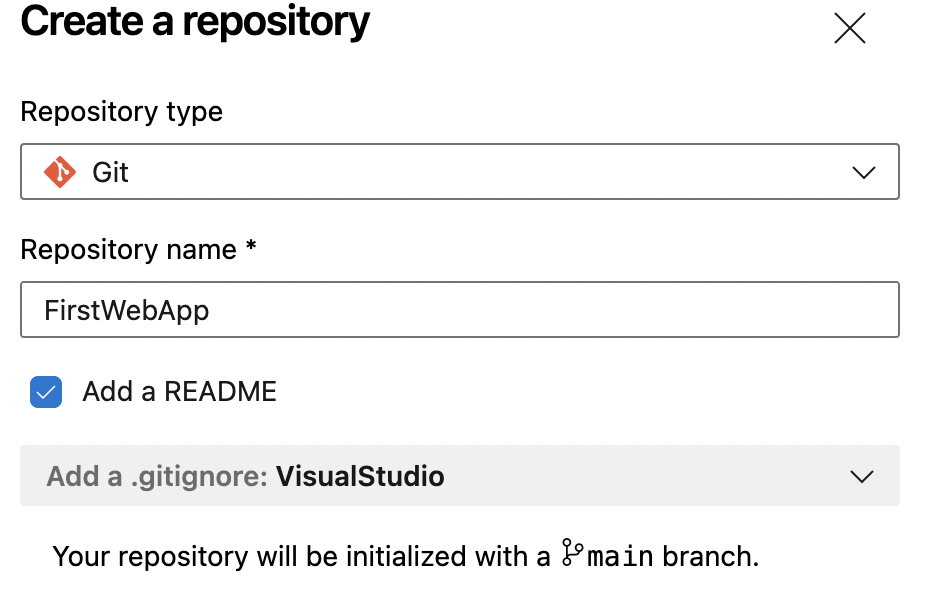 Create a repository
Repository type
Git
Repository name *
FirstWebApp
Add a README
Add a .gitignore: VisualStudio
Your repository will be initialized with a main branch.